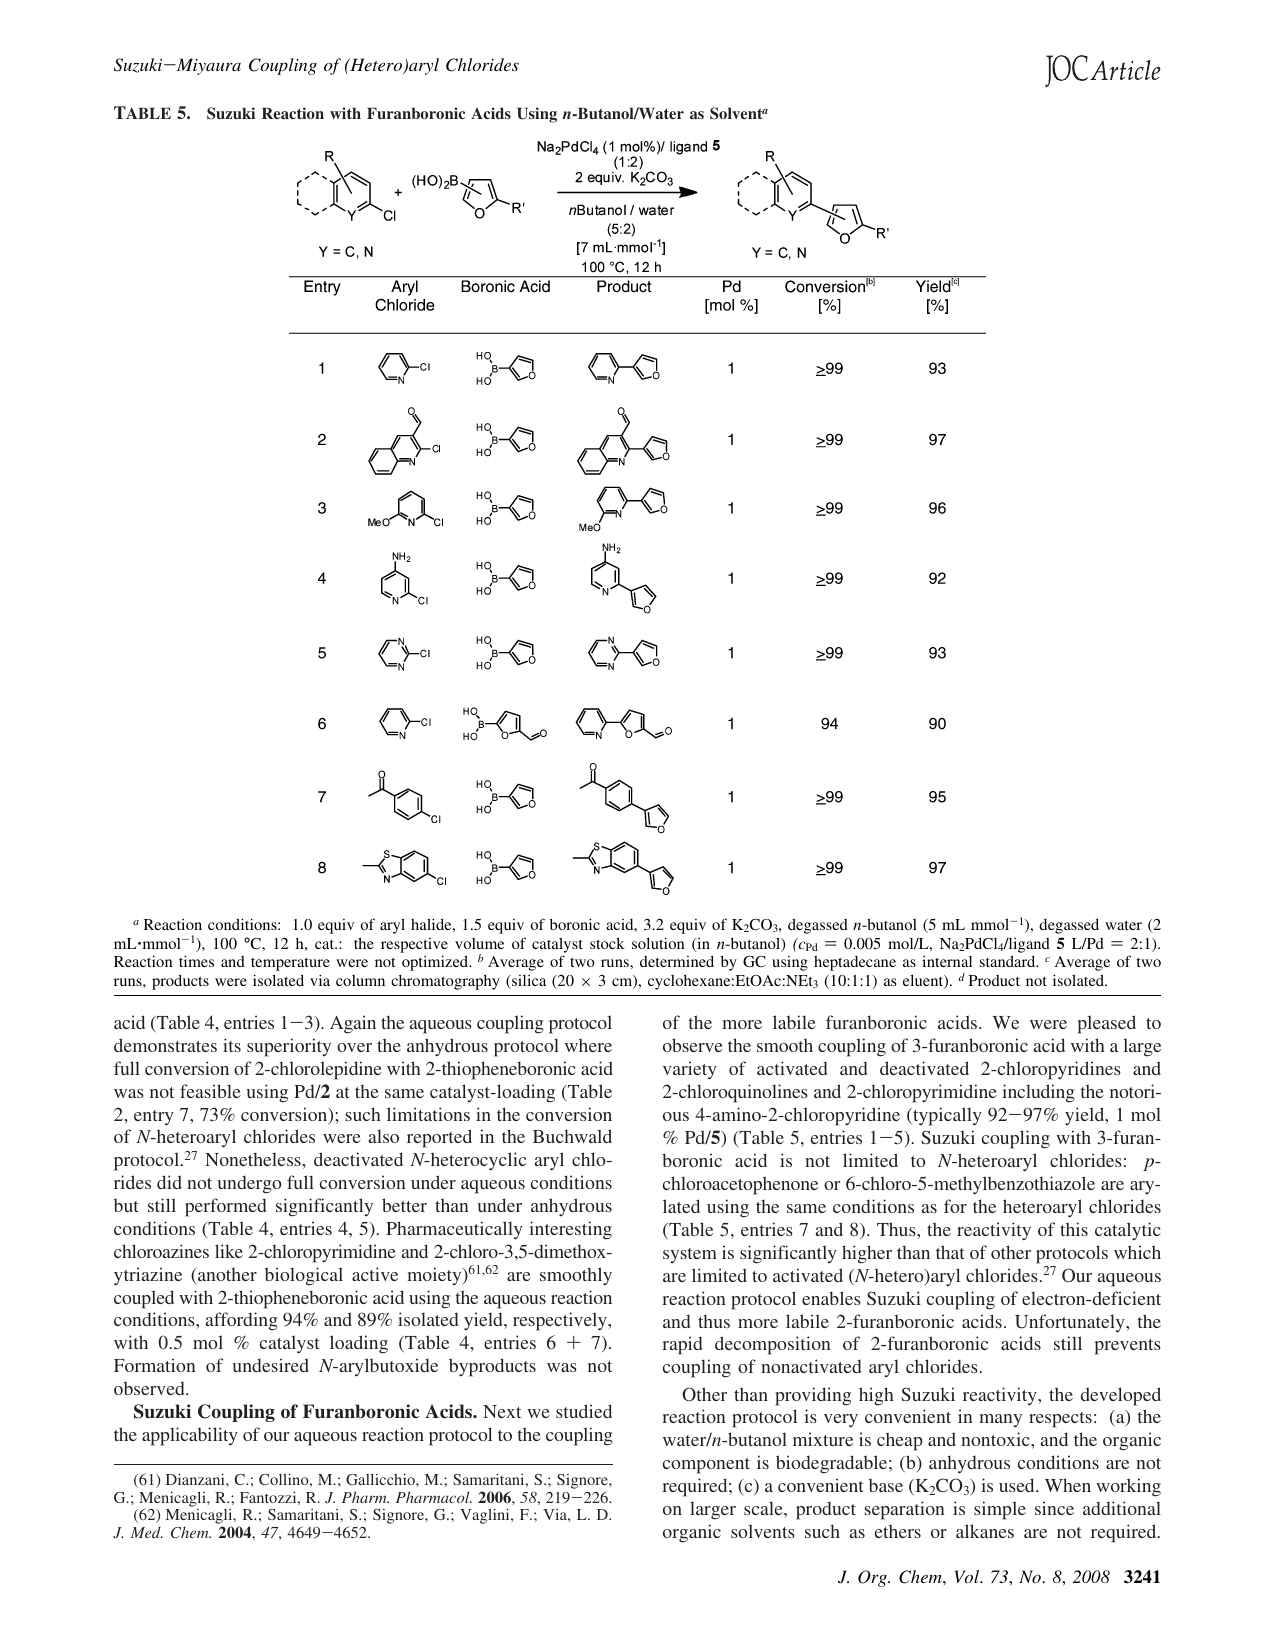 Suzuki−Miyaura Coupling of (Hetero)aryl Chlorides
JOC Article
TABLE 5. Suzuki Reaction with Furanboronic Acids Using n-Butanol/Water as Solventᵃ
R
Y
Cl
Y = C, N
+
(HO)₂B
O
R'
Na₂PdCl₄ (1 mol%)/ ligand 5
(1:2)
2 equiv. K₂CO₃
nButanol / water
(5:2)
[7 mL·mmol⁻¹]
100 °C, 12 h
R
Y
O
R'
Y = C, N
Entry Aryl Chloride Boronic Acid Product Pd [mol %] Conversion[b] [%] Yield[c] [%]
1 N Cl HO B HO O N O 1 ≥99 93
2 O N Cl HO B HO O O N O 1 ≥99 97
3 MeO N Cl HO B HO O MeO N O 1 ≥99 96
4 NH₂ N Cl HO B HO O NH₂ N O 1 ≥99 92
5 N N Cl HO B HO O N N O 1 ≥99 93
6 N Cl HO B HO O O N O O 1 94 90
7 O Cl HO B HO O O O 1 ≥99 95
8 S N Cl HO B HO O S N O 1 ≥99 97
ᵃ Reaction conditions: 1.0 equiv of aryl halide, 1.5 equiv of boronic acid, 3.2 equiv of K₂CO₃, degassed n-butanol (5 mL mmol⁻¹), degassed water (2
mL·mmol⁻¹), 100 °C, 12 h, cat.: the respective volume of catalyst stock solution (in n-butanol) (cPd = 0.005 mol/L, Na₂PdCl₄/ligand 5 L/Pd = 2:1).
Reaction times and temperature were not optimized. ᵇ Average of two runs, determined by GC using heptadecane as internal standard. ᶜ Average of two
runs, products were isolated via column chromatography (silica (20 × 3 cm), cyclohexane:EtOAc:NEt₃ (10:1:1) as eluent). ᵈ Product not isolated.
acid (Table 4, entries 1−3). Again the aqueous coupling protocol
demonstrates its superiority over the anhydrous protocol where
full conversion of 2-chlorolepidine with 2-thiopheneboronic acid
was not feasible using Pd/2 at the same catalyst-loading (Table
2, entry 7, 73% conversion); such limitations in the conversion
of N-heteroaryl chlorides were also reported in the Buchwald
protocol.²⁷ Nonetheless, deactivated N-heterocyclic aryl chlo-
rides did not undergo full conversion under aqueous conditions
but still performed significantly better than under anhydrous
conditions (Table 4, entries 4, 5). Pharmaceutically interesting
chloroazines like 2-chloropyrimidine and 2-chloro-3,5-dimethox-
ytriazine (another biological active moiety)⁶¹,⁶² are smoothly
coupled with 2-thiopheneboronic acid using the aqueous reaction
conditions, affording 94% and 89% isolated yield, respectively,
with 0.5 mol % catalyst loading (Table 4, entries 6 + 7).
Formation of undesired N-arylbutoxide byproducts was not
observed.
Suzuki Coupling of Furanboronic Acids. Next we studied
the applicability of our aqueous reaction protocol to the coupling
(61) Dianzani, C.; Collino, M.; Gallicchio, M.; Samaritani, S.; Signore,
G.; Menicagli, R.; Fantozzi, R. J. Pharm. Pharmacol. 2006, 58, 219−226.
(62) Menicagli, R.; Samaritani, S.; Signore, G.; Vaglini, F.; Via, L. D.
J. Med. Chem. 2004, 47, 4649−4652.
of the more labile furanboronic acids. We were pleased to
observe the smooth coupling of 3-furanboronic acid with a large
variety of activated and deactivated 2-chloropyridines and
2-chloroquinolines and 2-chloropyrimidine including the notori-
ous 4-amino-2-chloropyridine (typically 92−97% yield, 1 mol
% Pd/5) (Table 5, entries 1−5). Suzuki coupling with 3-furan-
boronic acid is not limited to N-heteroaryl chlorides: p-
chloroacetophenone or 6-chloro-5-methylbenzothiazole are ary-
lated using the same conditions as for the heteroaryl chlorides
(Table 5, entries 7 and 8). Thus, the reactivity of this catalytic
system is significantly higher than that of other protocols which
are limited to activated (N-hetero)aryl chlorides.²⁷ Our aqueous
reaction protocol enables Suzuki coupling of electron-deficient
and thus more labile 2-furanboronic acids. Unfortunately, the
rapid decomposition of 2-furanboronic acids still prevents
coupling of nonactivated aryl chlorides.
Other than providing high Suzuki reactivity, the developed
reaction protocol is very convenient in many respects: (a) the
water/n-butanol mixture is cheap and nontoxic, and the organic
component is biodegradable; (b) anhydrous conditions are not
required; (c) a convenient base (K₂CO₃) is used. When working
on larger scale, product separation is simple since additional
organic solvents such as ethers or alkanes are not required.
J. Org. Chem, Vol. 73, No. 8, 2008 3241